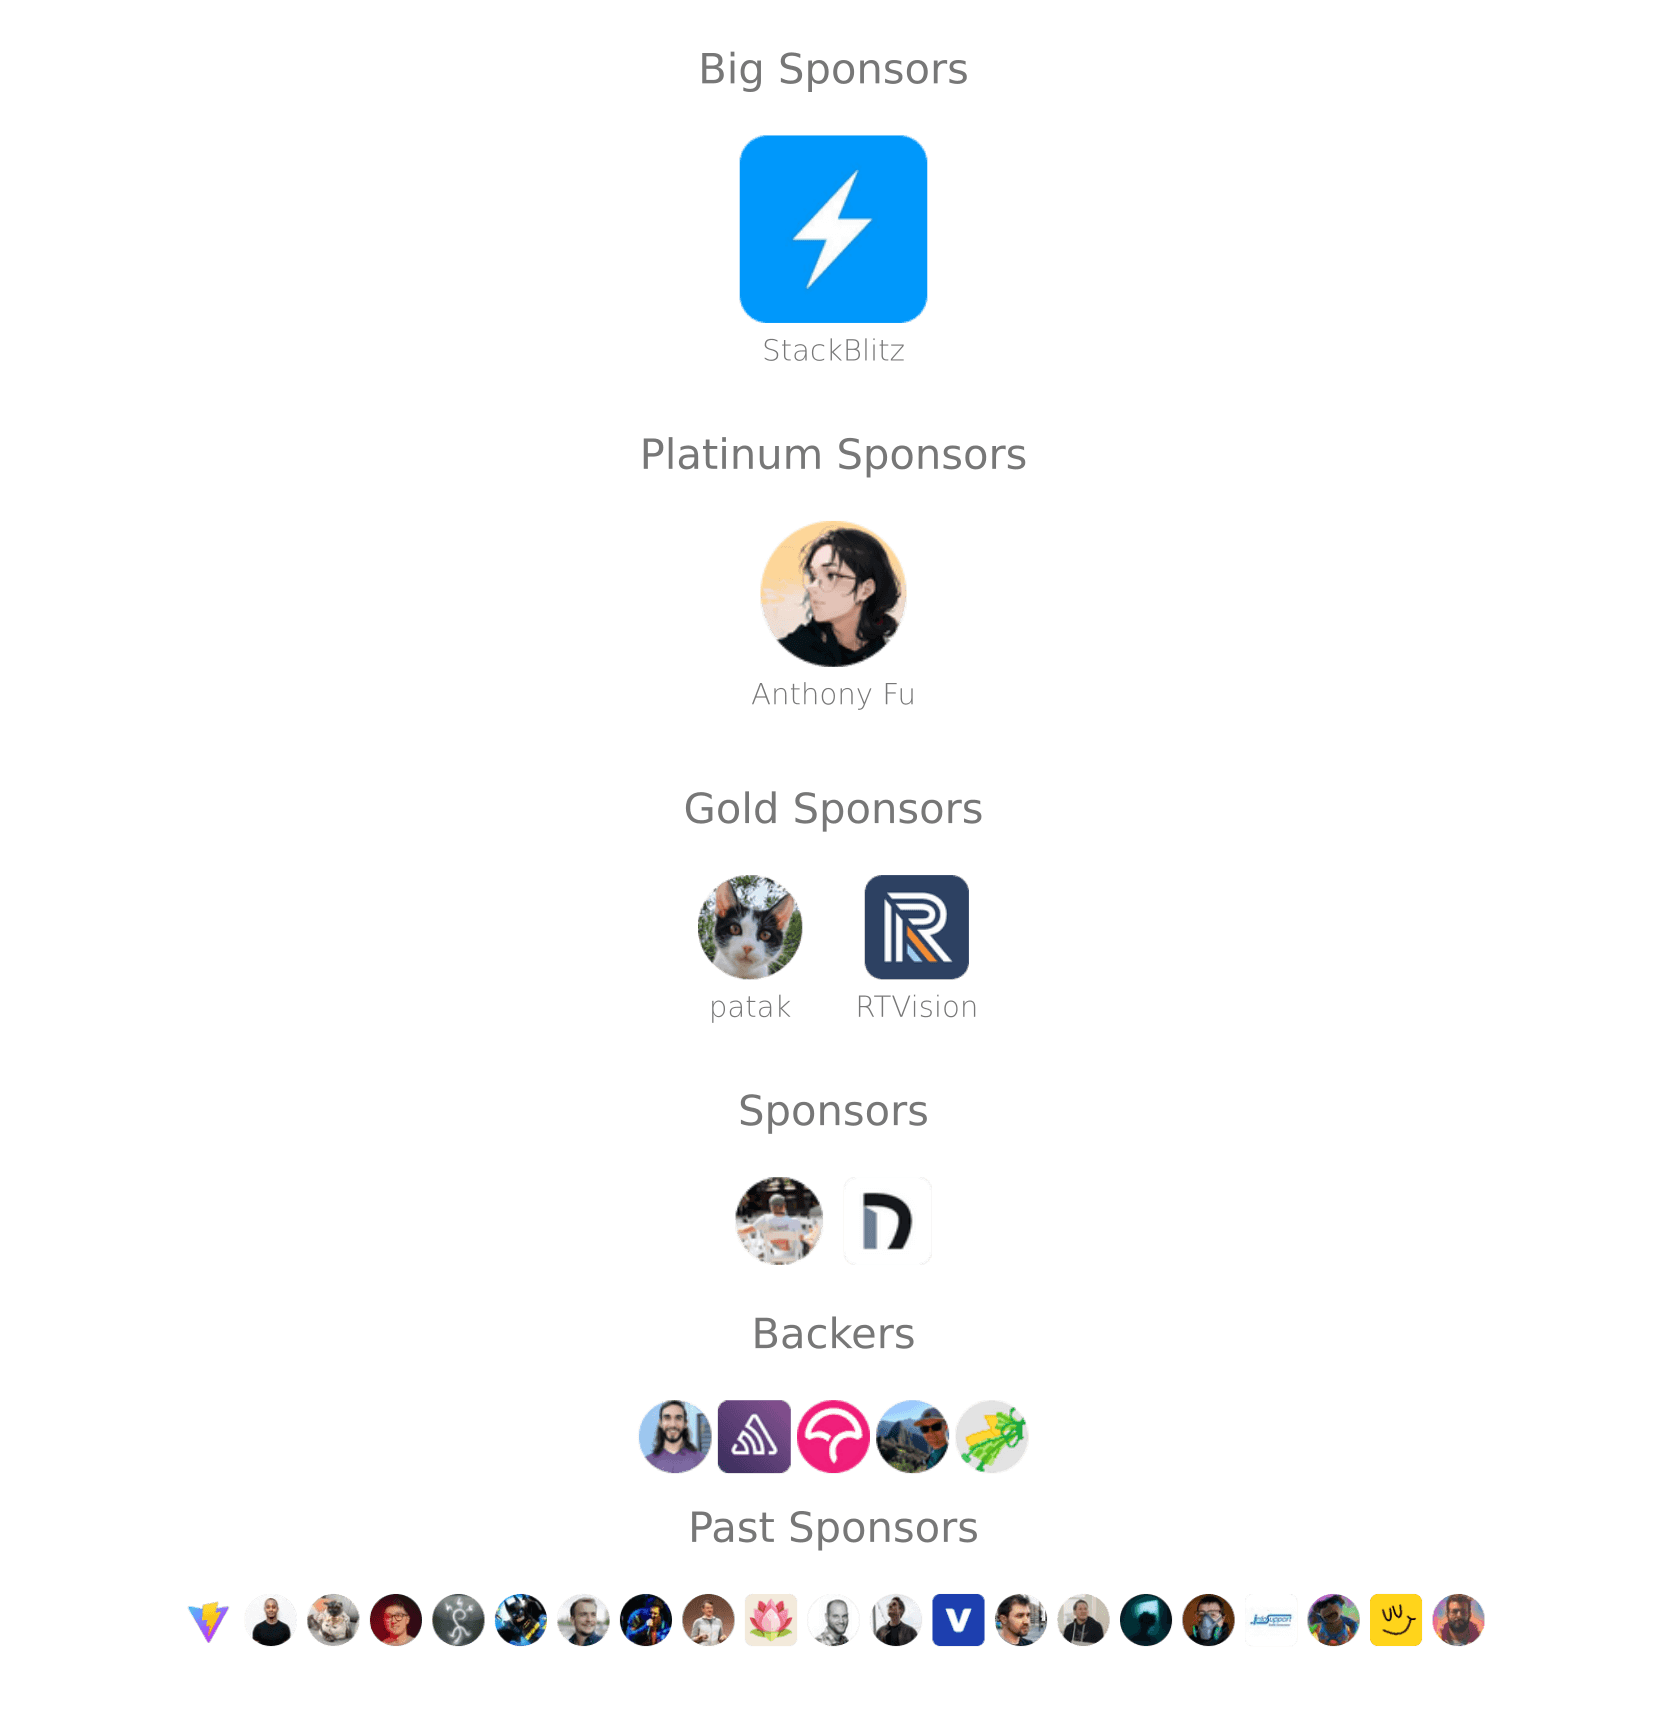 Big Sponsors
StackBlitz
Platinum Sponsors
Anthony Fu
Gold Sponsors
patak
RTVision
Sponsors
Backers
Past Sponsors